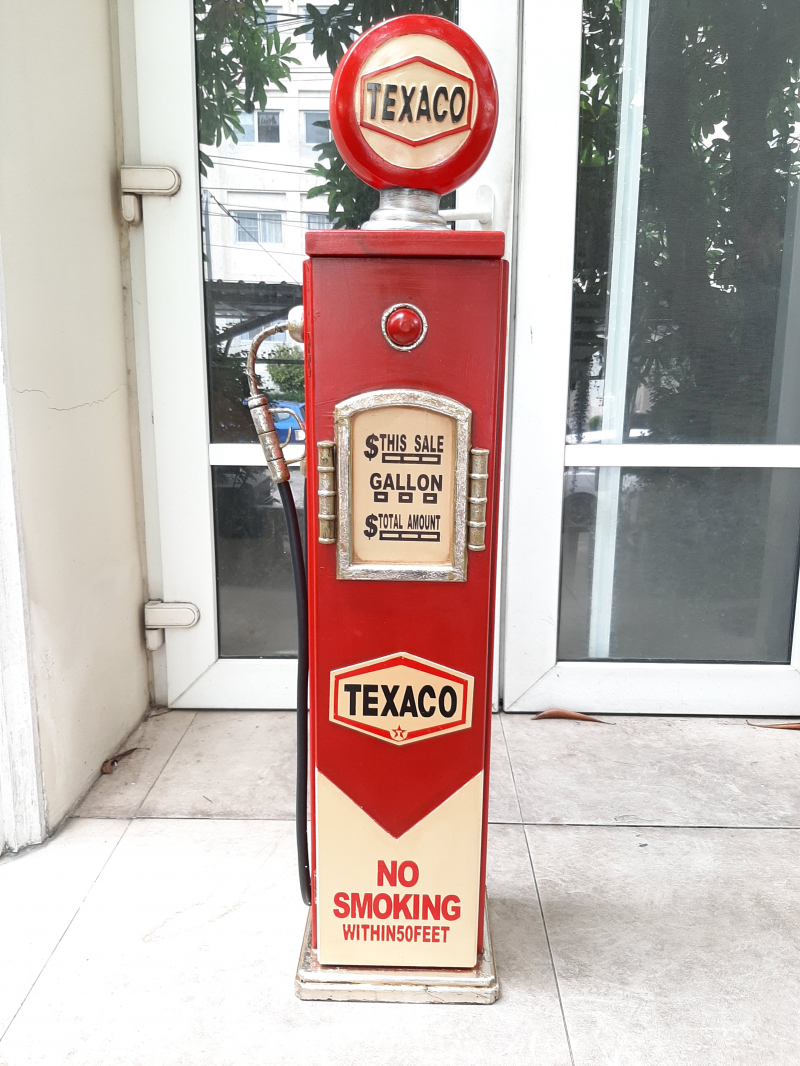 TEXACO
$THIS SALE
GALLON
$TOTAL AMOUNT
TEXACO
T
NO
SMOKING
WITHIN50FEET